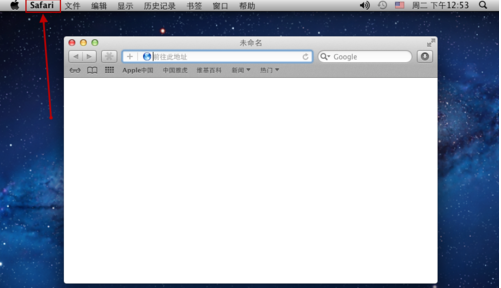 Safari 文件 编辑 显示 历史记录 书签 窗口 帮助 周二 下午12:53
未命名
前往此地址 Google
Apple中国 中国雅虎 维基百科 新闻 热门